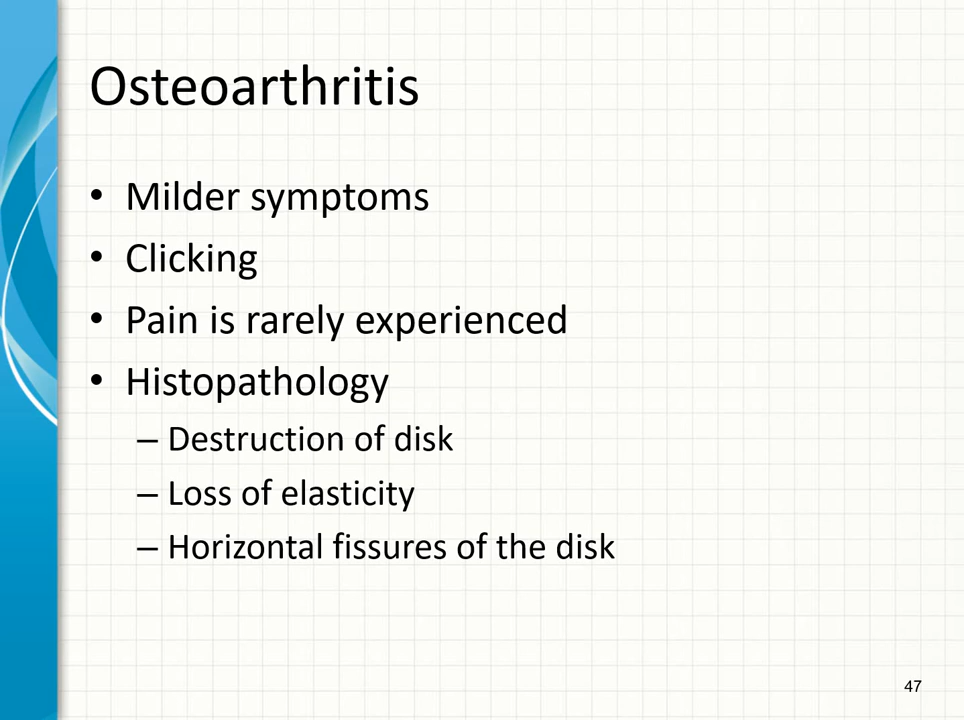 Osteoarthritis
• Milder symptoms
• Clicking
• Pain is rarely experienced
• Histopathology
– Destruction of disk
– Loss of elasticity
– Horizontal fissures of the disk
47